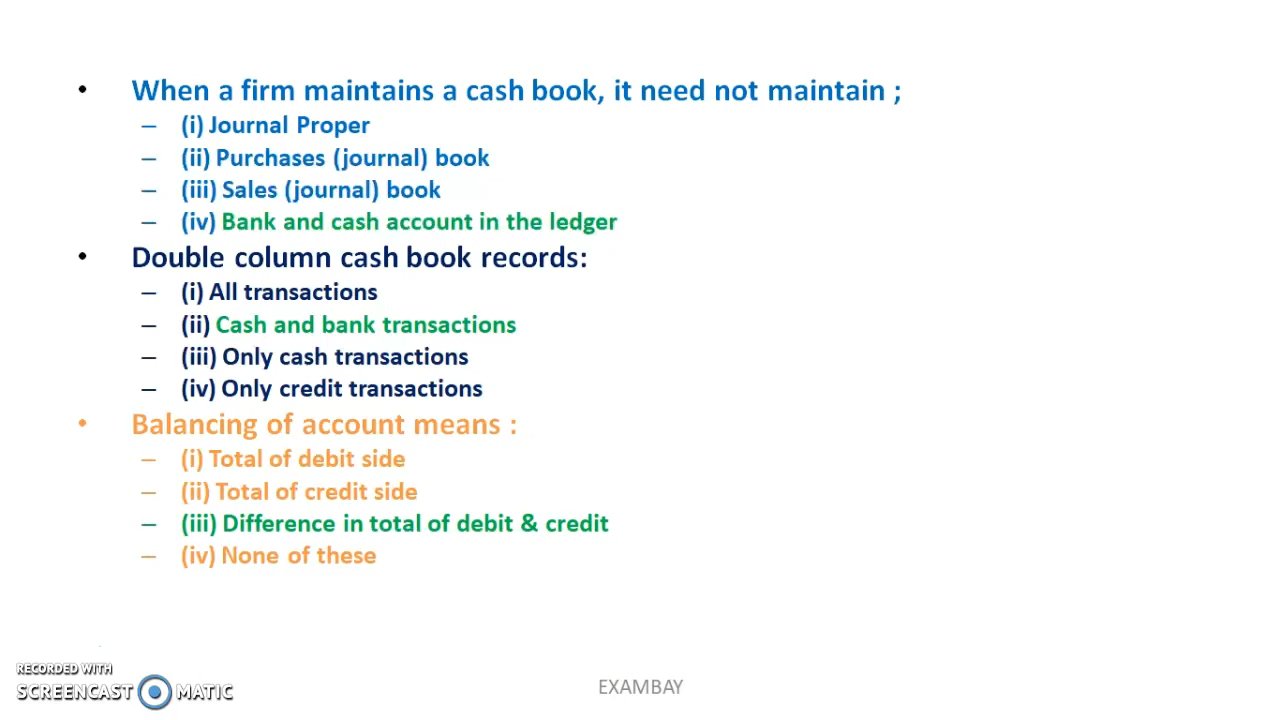 • When a firm maintains a cash book, it need not maintain ;
– (i) Journal Proper
– (ii) Purchases (journal) book
– (iii) Sales (journal) book
– (iv) Bank and cash account in the ledger
• Double column cash book records:
– (i) All transactions
– (ii) Cash and bank transactions
– (iii) Only cash transactions
– (iv) Only credit transactions
• Balancing of account means :
– (i) Total of debit side
– (ii) Total of credit side
– (iii) Difference in total of debit & credit
– (iv) None of these
RECORDED WITH
SCREENCAST MATIC
EXAMBAY